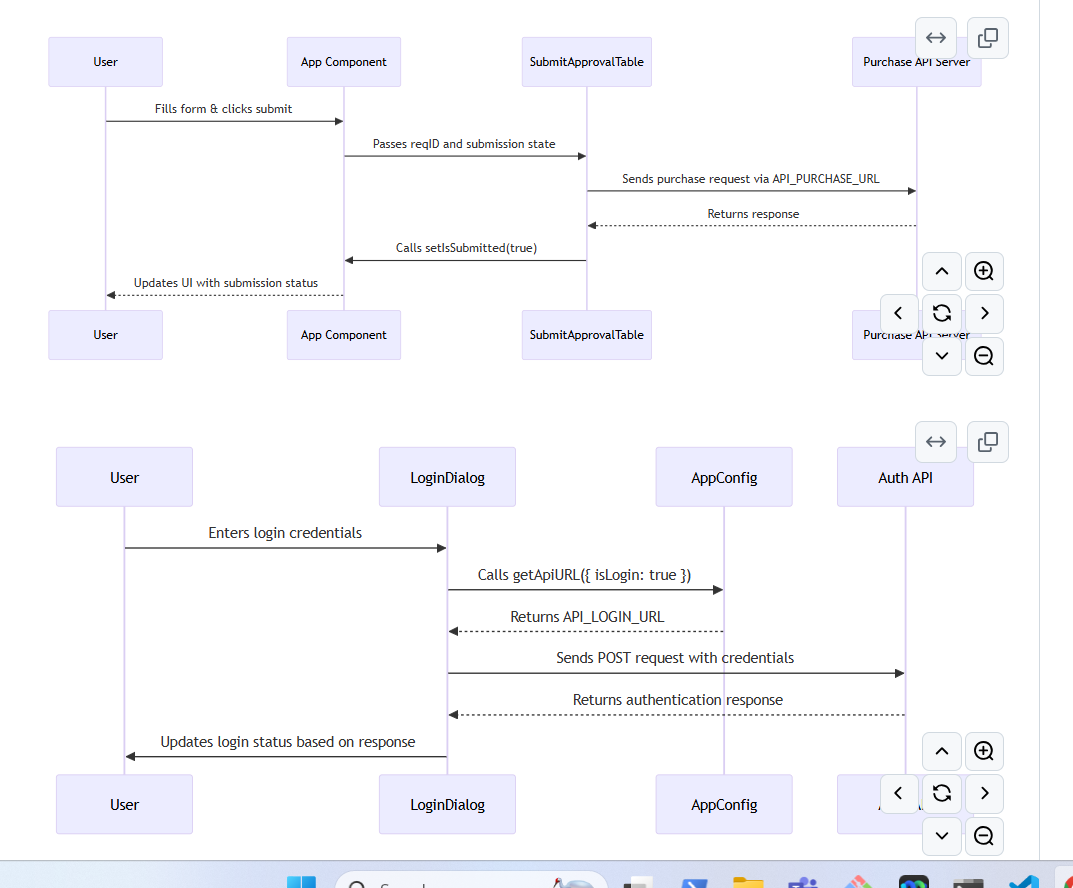 User
App Component
SubmitApprovalTable
Purchase API Server
Fills form & clicks submit
Passes reqID and submission state
Sends purchase request via API_PURCHASE_URL
Returns response
Calls setIsSubmitted(true)
Updates UI with submission status
User
App Component
SubmitApprovalTable
Purchase API Server
User
LoginDialog
AppConfig
Auth API
Enters login credentials
Calls getApiURL({ isLogin: true })
Returns API_LOGIN_URL
Sends POST request with credentials
Returns authentication response
Updates login status based on response
User
LoginDialog
AppConfig